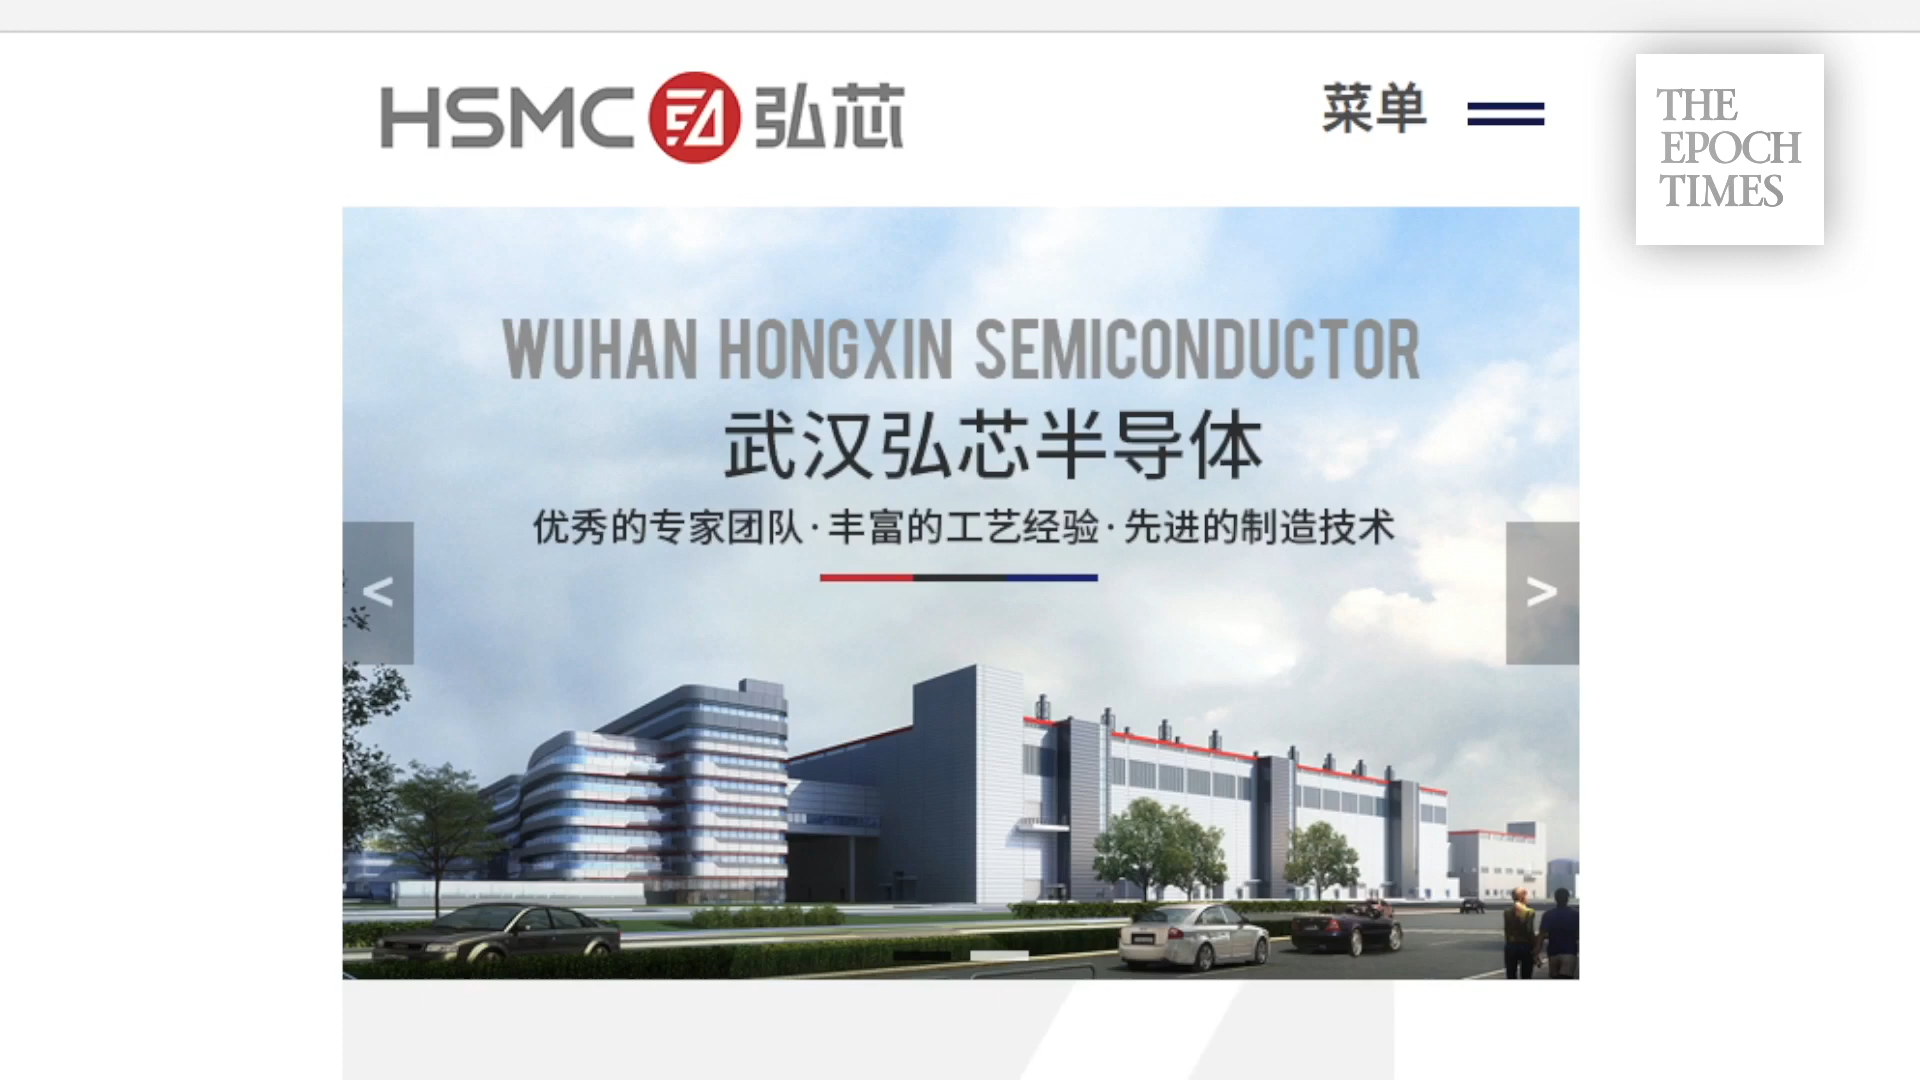 HSMC 弘芯
菜单
THE
EPOCH
TIMES
WUHAN HONGXIN SEMICONDUCTOR
武汉弘芯半导体
优秀的专家团队·丰富的工艺经验·先进的制造技术
<
>